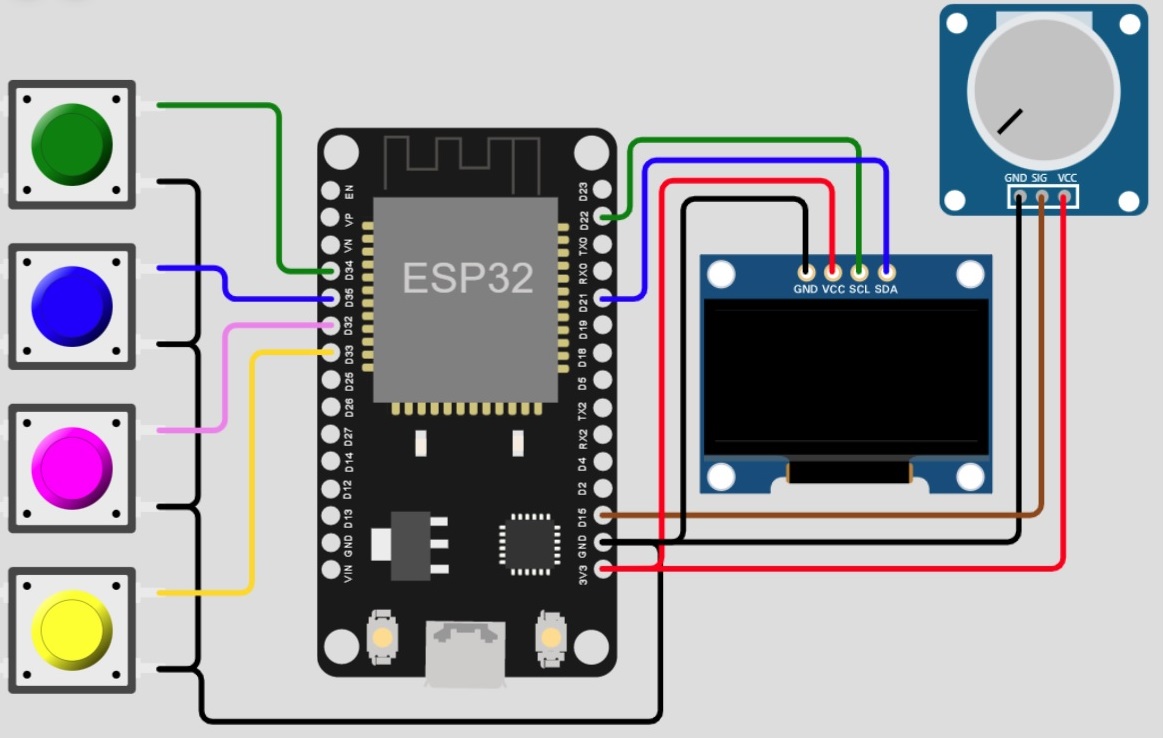 GND SIG VCC
ESP32
GND VCC SCL SDA
EN
VP
VN
D34
D35
D32
D33
D25
D26
D27
D14
D12
D13
GND
VIN
D23
D22
TX0
RX0
D21
D19
D18
D5
TX2
RX2
D4
D2
D15
GND
3V3